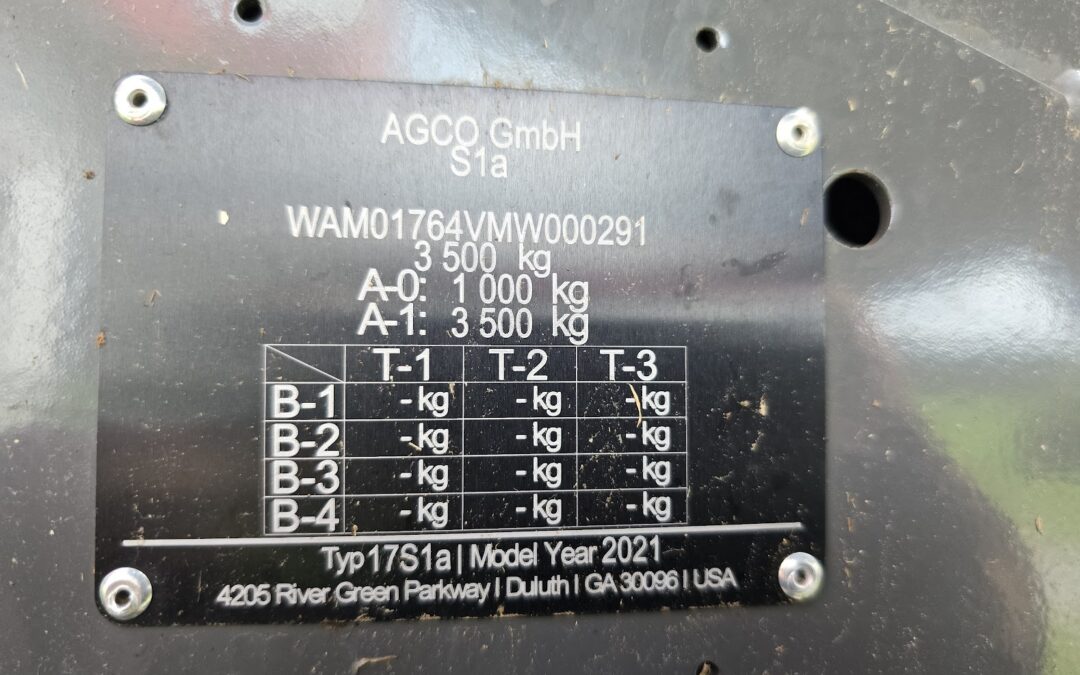 AGCO GmbH
S1a
WAM01764VMW000291
3 500 kg
A-0: 1 000 kg
A-1: 3 500 kg
T-1 T-2 T-3
B-1 -kg -kg -kg
B-2 -kg -kg -kg
B-3 -kg -kg -kg
B-4 -kg -kg -kg
Typ 17S1a | Model Year 2021
4205 River Green Parkway | Duluth | GA 30096 | USA